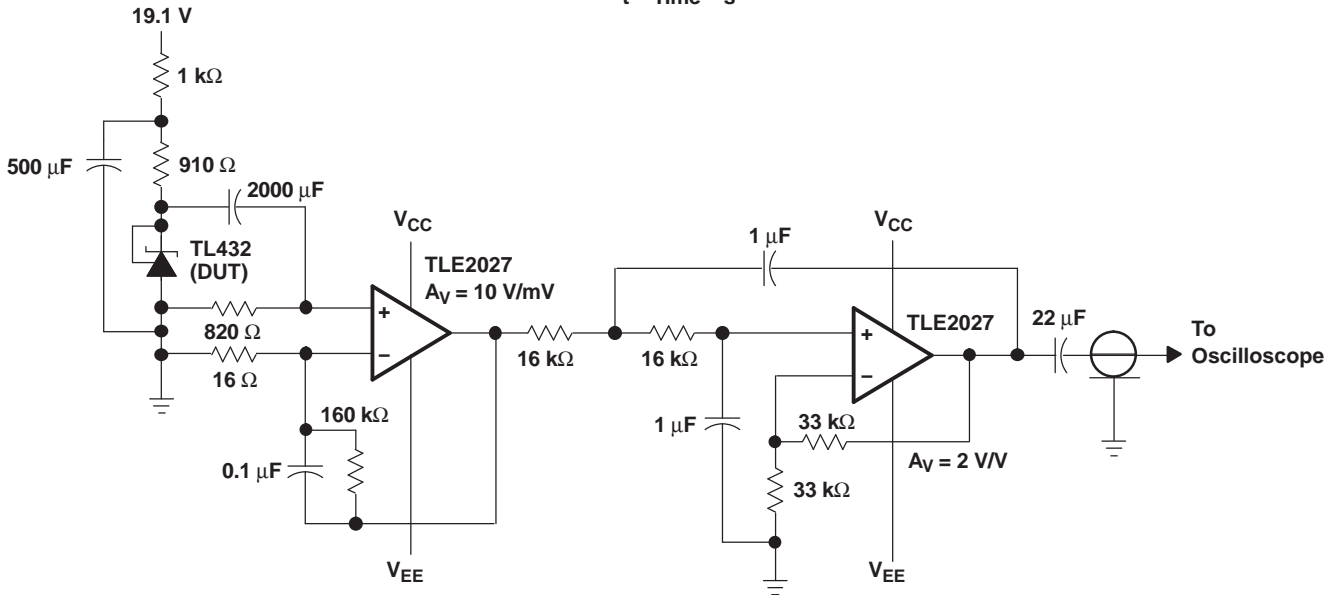 t – Time – s
19.1 V
1 kΩ
500 μF
910 Ω
2000 μF
TL432
(DUT)
820 Ω
16 Ω
160 kΩ
0.1 μF
VCC
TLE2027
AV = 10 V/mV
VEE
16 kΩ
16 kΩ
1 μF
1 μF
VCC
TLE2027
33 kΩ
AV = 2 V/V
33 kΩ
VEE
22 μF
To
Oscilloscope
+
−
+
−